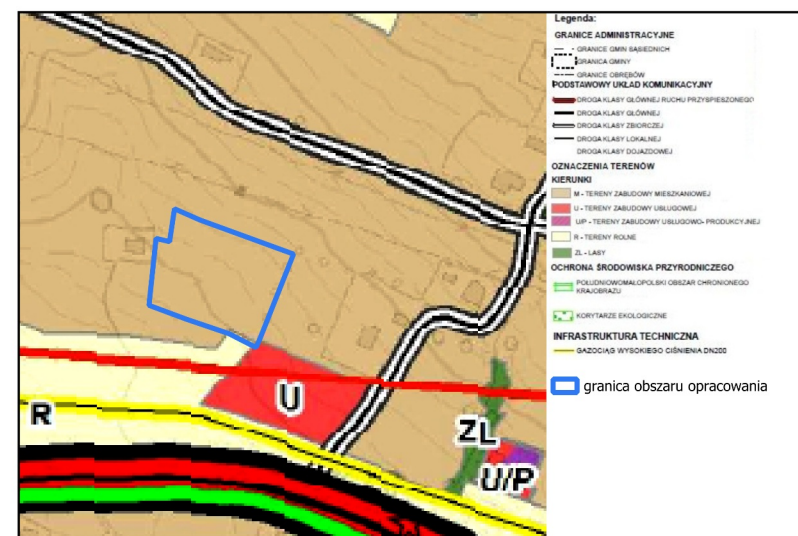 Legenda:
GRANICE ADMINISTRACYJNE
GRANICE GMIN SĄSIEDNICH
GRANICA GMINY
GRANICE OBRĘBÓW
PODSTAWOWY UKŁAD KOMUNIKACYJNY
DROGA KLASY GŁÓWNEJ RUCHU PRZYSPIESZONEGO
DROGA KLASY GŁÓWNEJ
DROGA KLASY ZBIORCZEJ
DROGA KLASY LOKALNEJ
DROGA KLASY DOJAZDOWEJ
OZNACZENIA TERENÓW
KIERUNKI
M - TERENY ZABUDOWY MIESZKANIOWEJ
U - TERENY ZABUDOWY USŁUGOWEJ
U/P - TERENY ZABUDOWY USŁUGOWO- PRODUKCYJNEJ
R - TERENY ROLNE
ZL - LASY
OCHRONA ŚRODOWISKA PRZYRODNICZEGO
POŁUDNIOWOMAŁOPOLSKI OBSZAR CHRONIONEGO
KRAJOBRAZU
KORYTARZE EKOLOGICZNE
INFRASTRUKTURA TECHNICZNA
GAZOCIĄG WYSOKIEGO CIŚNIENIA DN200
granica obszaru opracowania
U
R
ZL
U/P